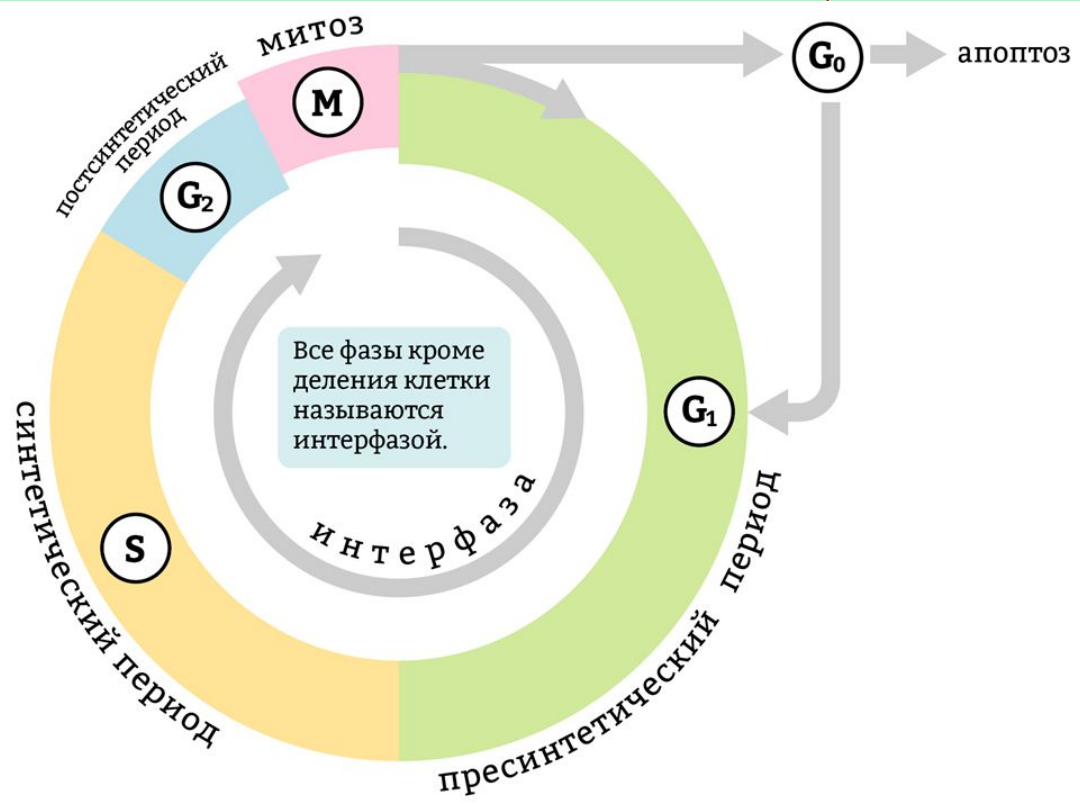 митоз
M
G₀
апоптоз
постсинтетический
период
G₂
Все фазы кроме
деления клетки
называются
интерфазой.
интерфаза
G₁
S
синтетический период
пресинтетический период